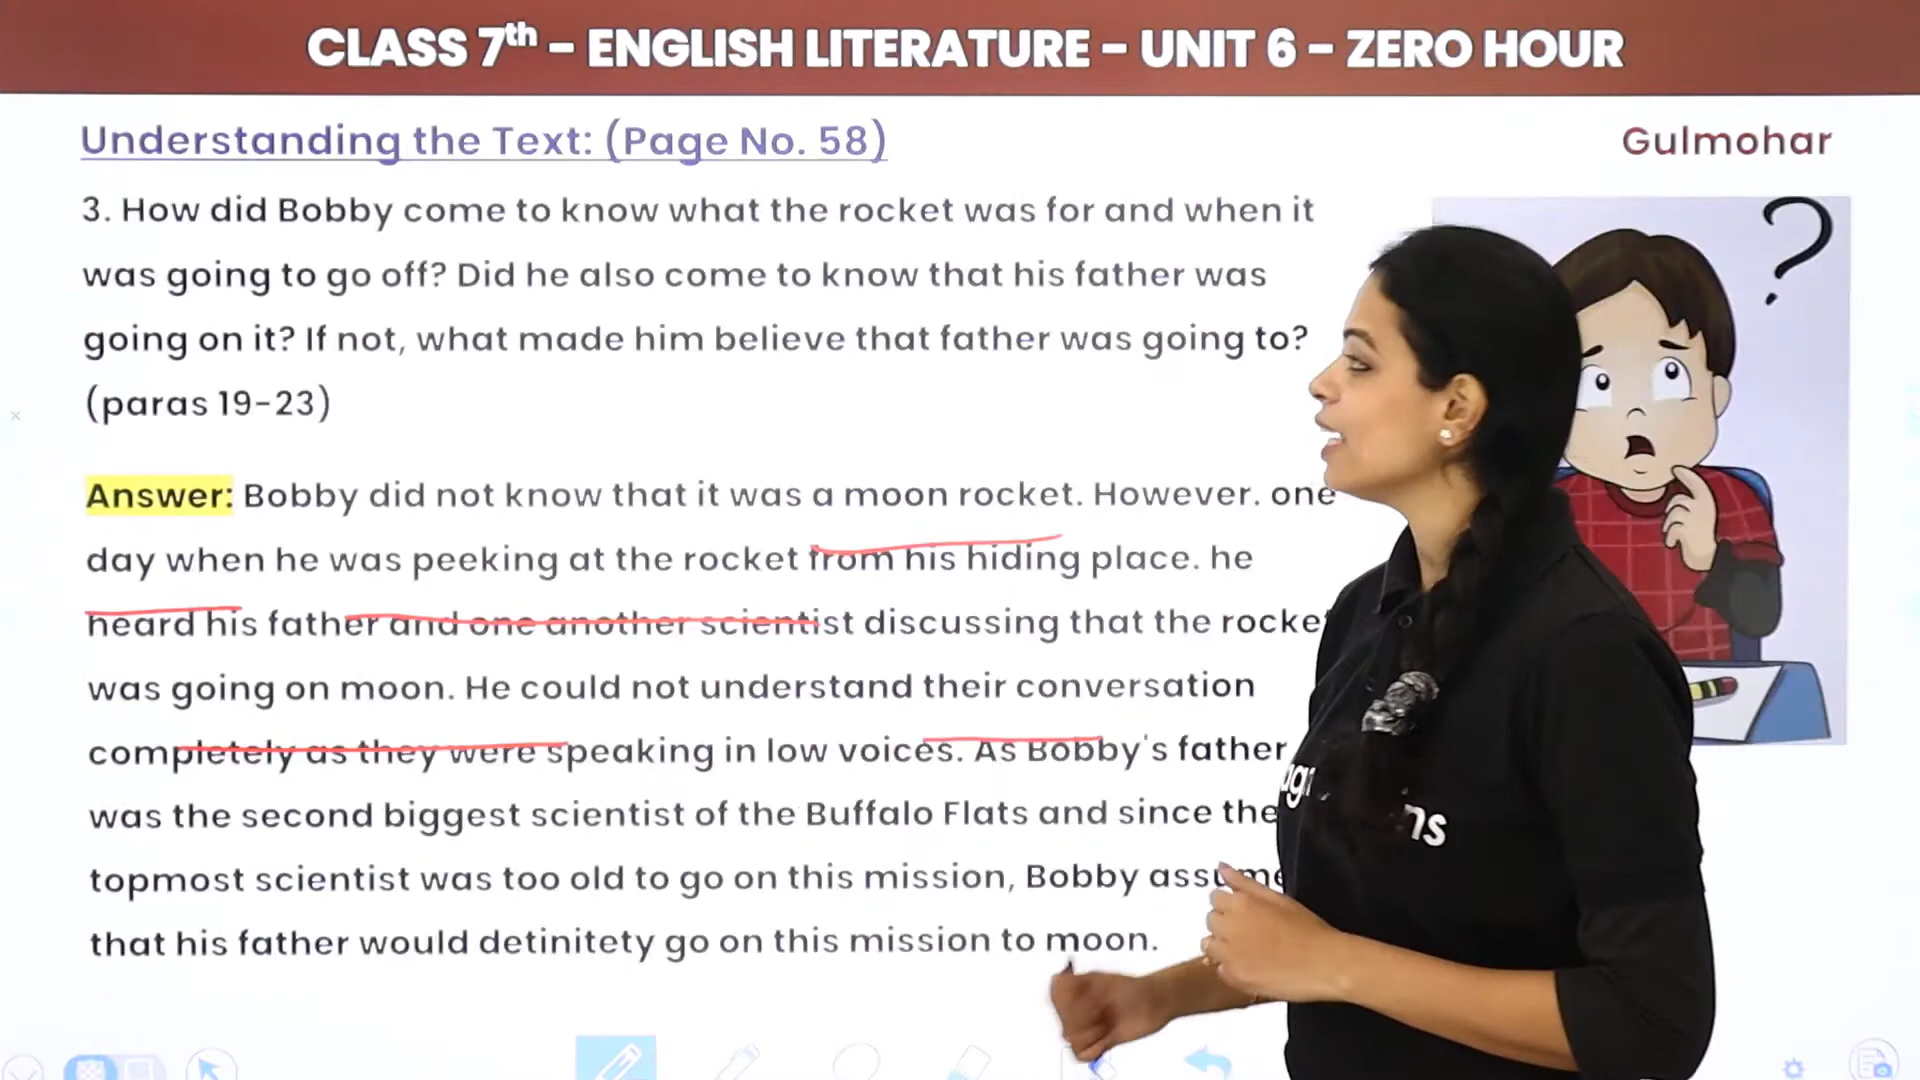 CLASS 7th – ENGLISH LITERATURE – UNIT 6 – ZERO HOUR
Understanding the Text: (Page No. 58)
Gulmohar
3. How did Bobby come to know what the rocket was for and when it
was going to go off? Did he also come to know that his father was
going on it? If not, what made him believe that father was going to?
(paras 19-23)
?
Answer: Bobby did not know that it was a moon rocket. However. one
day when he was peeking at the rocket from his hiding place. he
heard his father and one another scientist discussing that the rocket
was going on moon. He could not understand their conversation
completely as they were speaking in low voices. As Bobby's father
was the second biggest scientist of the Buffalo Flats and since the
topmost scientist was too old to go on this mission, Bobby
that his father would detinitety go on this mission to moon.